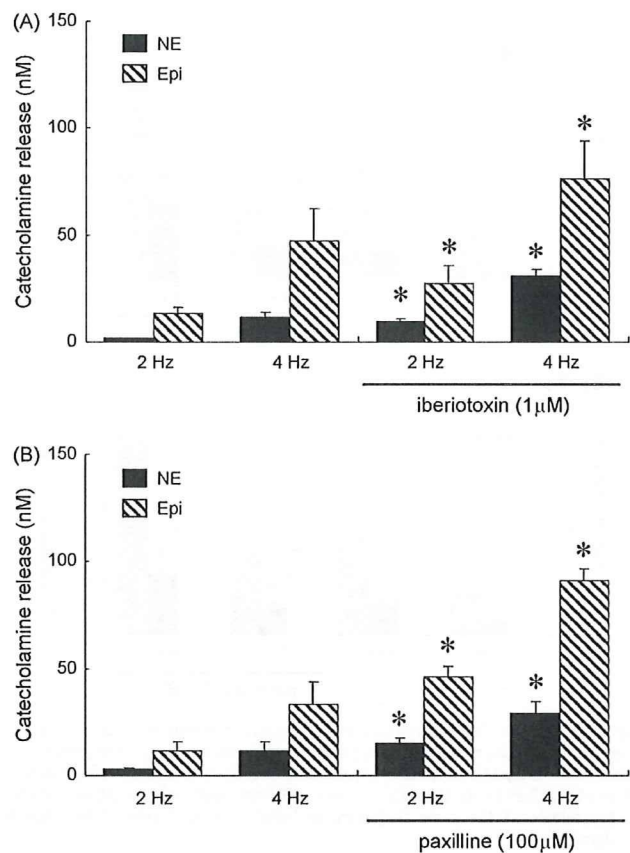 (A)
150
100
50
0
Catecholamine release (nM)
NE
Epi
*
*
*
*
2 Hz 4 Hz 2 Hz 4 Hz
iberiotoxin (1μM)
(B)
150
100
50
0
Catecholamine release (nM)
NE
Epi
*
*
*
*
2 Hz 4 Hz 2 Hz 4 Hz
paxilline (100μM)